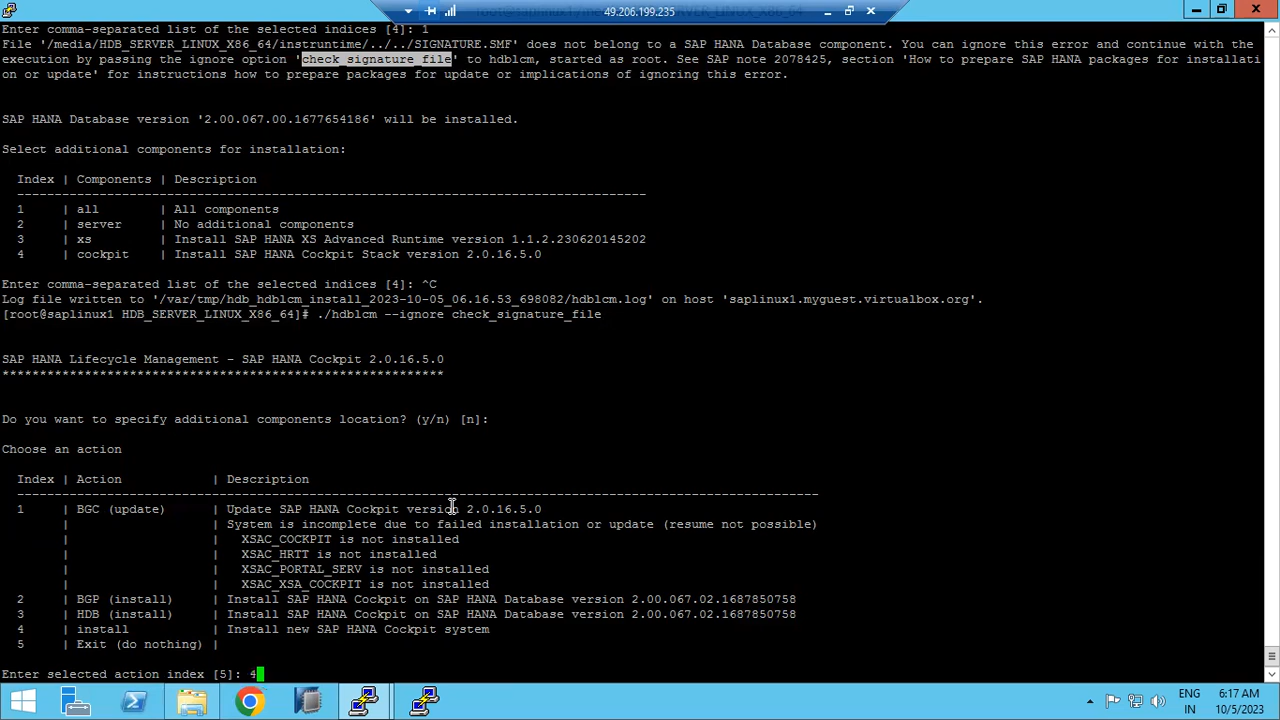 49.206.199.235
Enter comma-separated list of the selected indices [4]: 1
File '/media/HDB_SERVER_LINUX_X86_64/instruntime/../../SIGNATURE.SMF' does not belong to a SAP HANA Database component. You can ignore this error and continue with the
execution by passing the ignore option 'check_signature_file' to hdblcm, started as root. See SAP note 2078425, section 'How to prepare SAP HANA packages for installati
on or update' for instructions how to prepare packages for update or implications of ignoring this error.
SAP HANA Database version '2.00.067.00.1677654186' will be installed.
Select additional components for installation:
Index | Components | Description
---------------------------------------------------------------------------------
1 | all | All components
2 | server | No additional components
3 | xs | Install SAP HANA XS Advanced Runtime version 1.1.2.230620145202
4 | cockpit | Install SAP HANA Cockpit Stack version 2.0.16.5.0
Enter comma-separated list of the selected indices [4]: ^C
Log file written to '/var/tmp/hdb_hdblcm_install_2023-10-05_06.16.53_698082/hdblcm.log' on host 'saplinux1.myguest.virtualbox.org'.
[root@saplinux1 HDB_SERVER_LINUX_X86_64]# ./hdblcm --ignore check_signature_file
SAP HANA Lifecycle Management - SAP HANA Cockpit 2.0.16.5.0
***********************************************************
Do you want to specify additional components location? (y/n) [n]:
Choose an action
Index | Action | Description
-------------------------------------------------------------------------------------------------------------
1 | BGC (update) | Update SAP HANA Cockpit version 2.0.16.5.0
| | System is incomplete due to failed installation or update (resume not possible)
| | XSAC_COCKPIT is not installed
| | XSAC_HRTT is not installed
| | XSAC_PORTAL_SERV is not installed
| | XSAC_XSA_COCKPIT is not installed
2 | BGP (install) | Install SAP HANA Cockpit on SAP HANA Database version 2.00.067.02.1687850758
3 | HDB (install) | Install SAP HANA Cockpit on SAP HANA Database version 2.00.067.02.1687850758
4 | install | Install new SAP HANA Cockpit system
5 | Exit (do nothing) |
Enter selected action index [5]: 4
ENG
IN
6:17 AM
10/5/2023